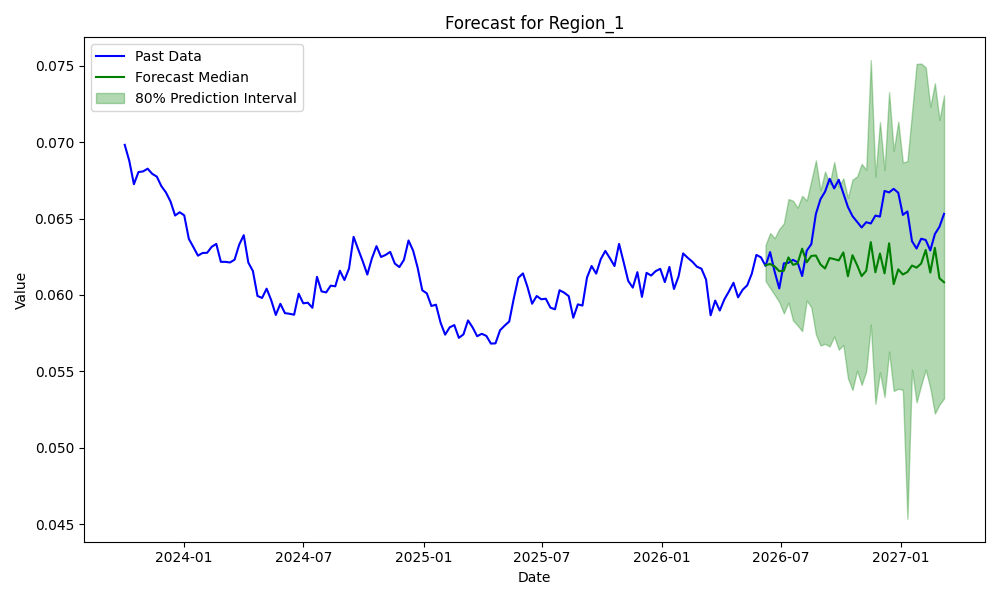 Forecast for Region_1
Past Data
Forecast Median
80% Prediction Interval
0.075
0.070
0.065
0.060
0.055
0.050
0.045
Value
2024-01
2024-07
2025-01
2025-07
2026-01
2026-07
2027-01
Date